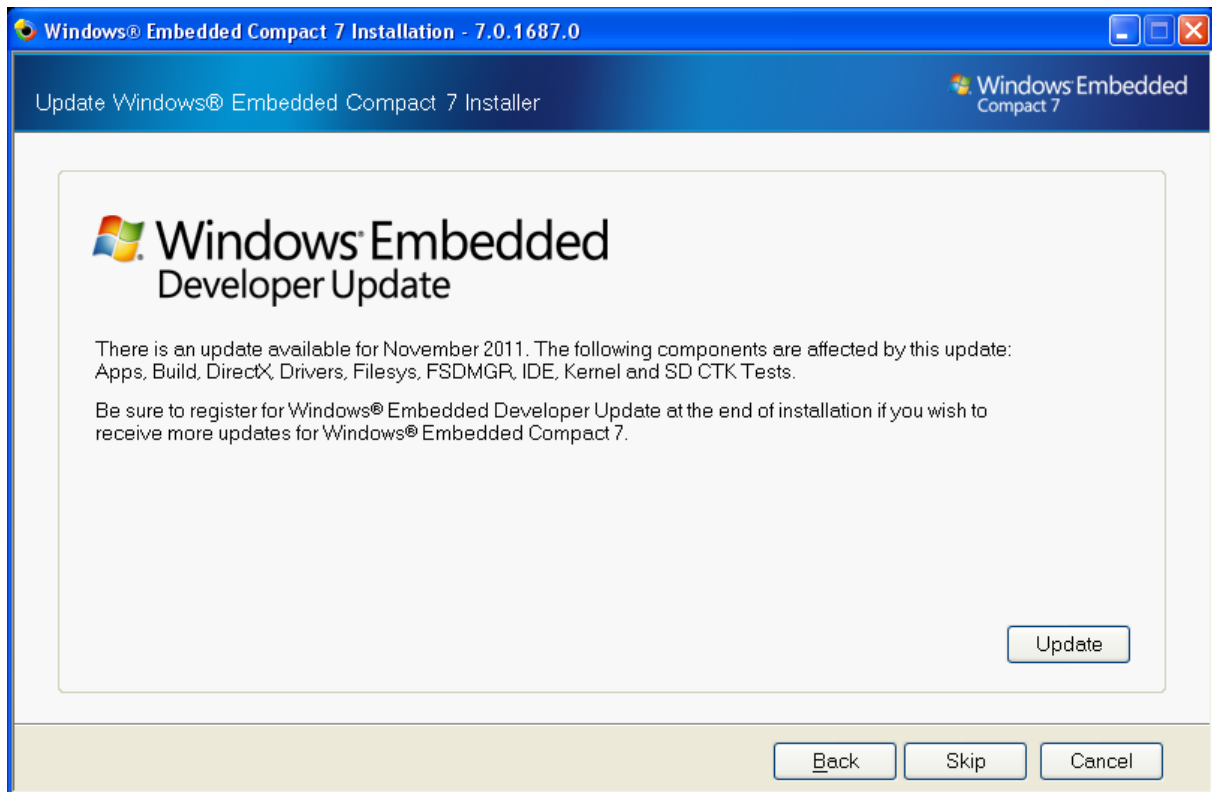 Windows® Embedded Compact 7 Installation - 7.0.1687.0
Update Windows® Embedded Compact 7 Installer
Windows Embedded
Compact 7
Windows Embedded
Developer Update
There is an update available for November 2011. The following components are affected by this update:
Apps, Build, DirectX, Drivers, Filesys, FSDMGR, IDE, Kernel and SD CTK Tests.
Be sure to register for Windows® Embedded Developer Update at the end of installation if you wish to
receive more updates for Windows® Embedded Compact 7.
Update
Back
Skip
Cancel